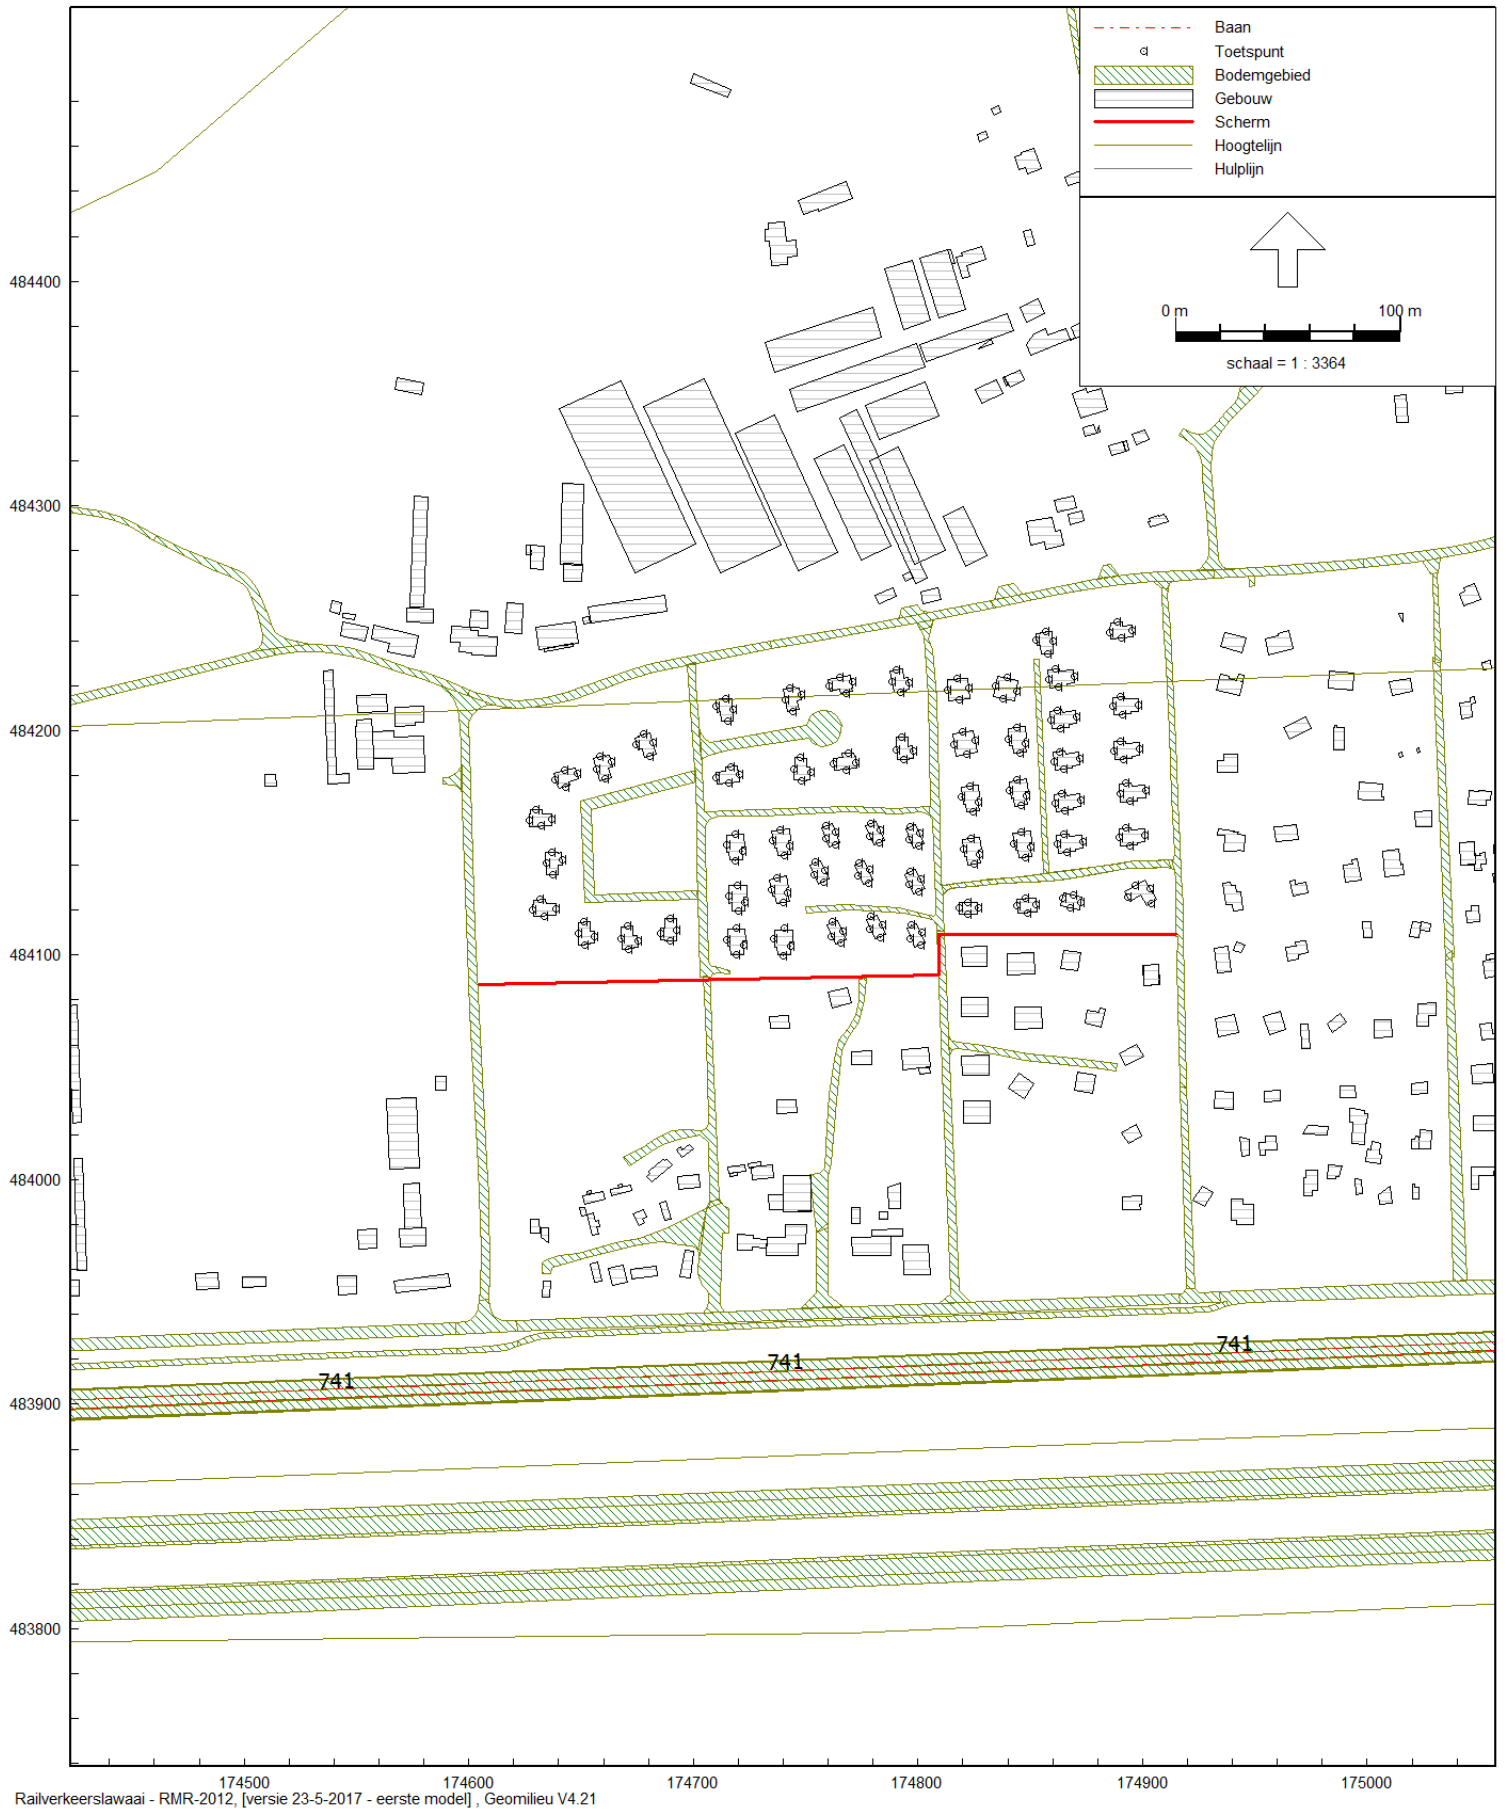 Baan
Toetspunt
Bodemgebied
Gebouw
Scherm
Hoogtelijn
Hulplijn
0 m 100 m
schaal = 1 : 3364
484400
484300
484200
484100
484000
483900
483800
741
741
741
174500 174600 174700 174800 174900 175000
Railverkeerslawaai - RMR-2012, [versie 23-5-2017 - eerste model] , Geomilieu V4.21